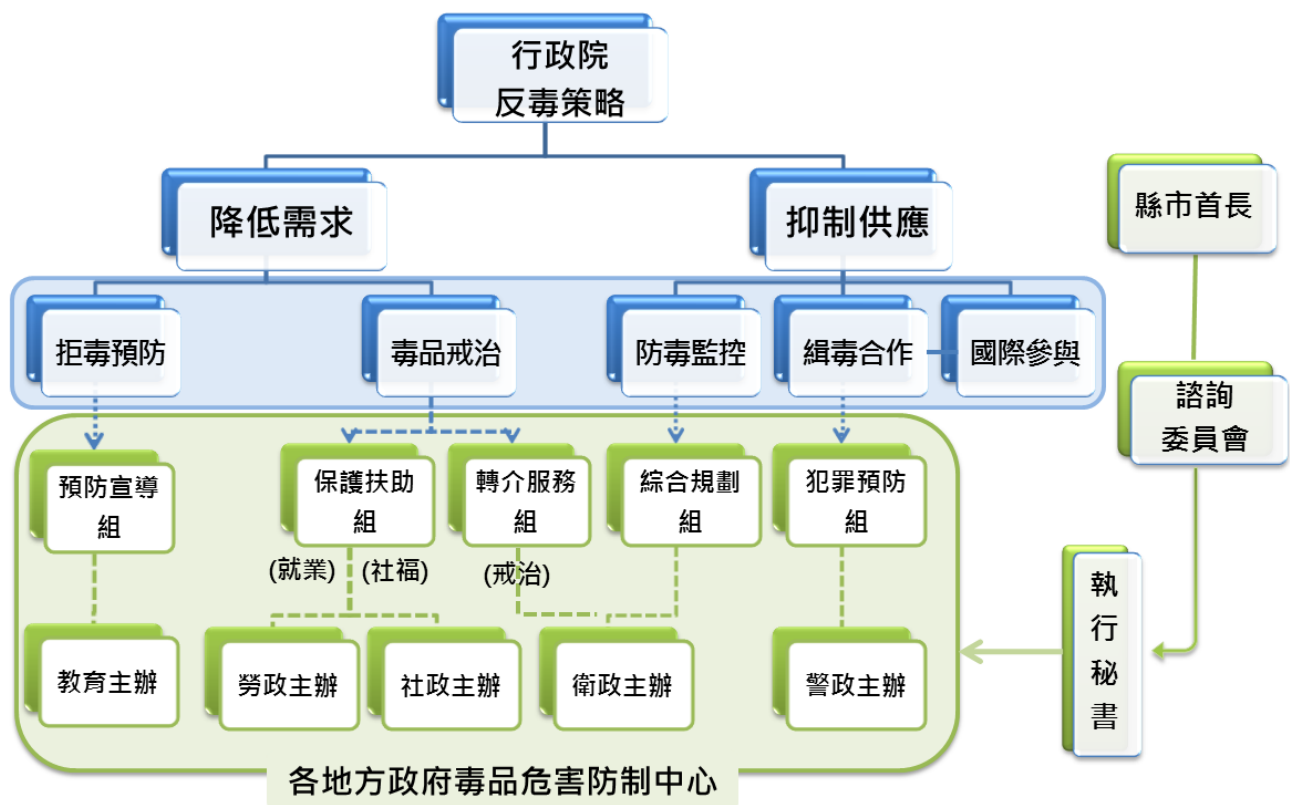 行政院
反毒策略
降低需求
抑制供應
縣市首長
拒毒預防
毒品戒治
防毒監控
緝毒合作
國際參與
諮詢
委員會
預防宣導
組
保護扶助
組
轉介服務
組
綜合規劃
組
犯罪預防
組
(就業)
(社福)
(戒治)
執行秘書
教育主辦
勞政主辦
社政主辦
衛政主辦
警政主辦
各地方政府毒品危害防制中心